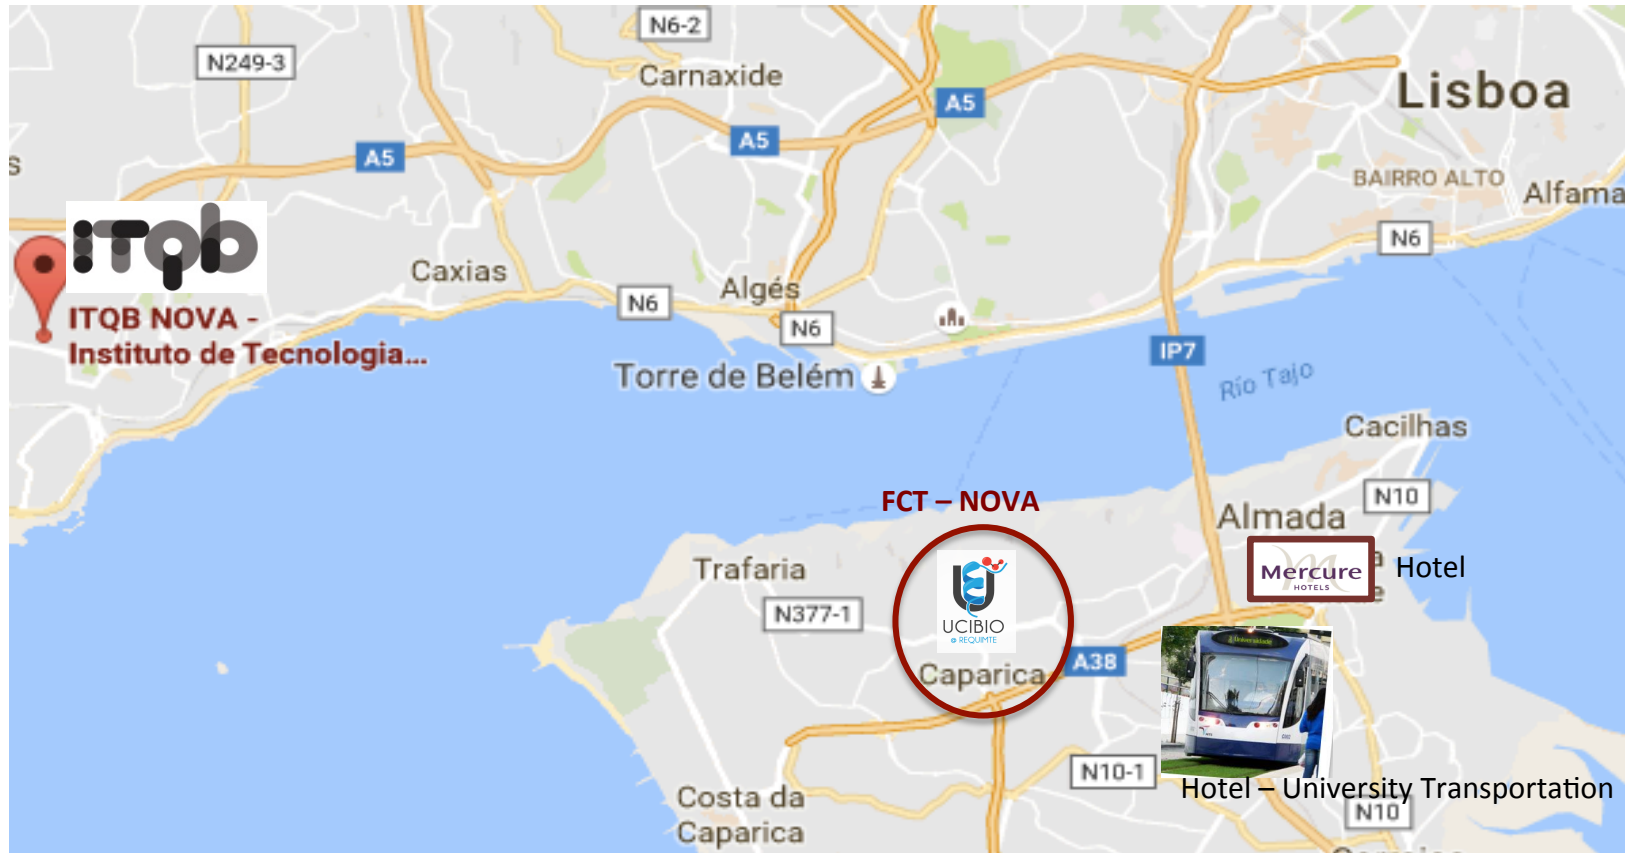 N6-2
N249-3
Carnaxide
Lisboa
A5
A5
A5
s
BAIRRO ALTO
Alfama
ITqb
N6
Caxias
Algés
N6
ITQB NOVA -
N6
Instituto de Tecnologia...
IP7
Torre de Belém
Río Tajo
Cacilhas
FCT – NOVA
N10
Almada
Trafaria
Mercure
HOTELS
a
Hotel
e
N377-1
UCIBIO
@ REQUIMTE
Universidade
Caparica
A38
N10-1
Hotel – University Transportation
Costa da
Caparica
N10